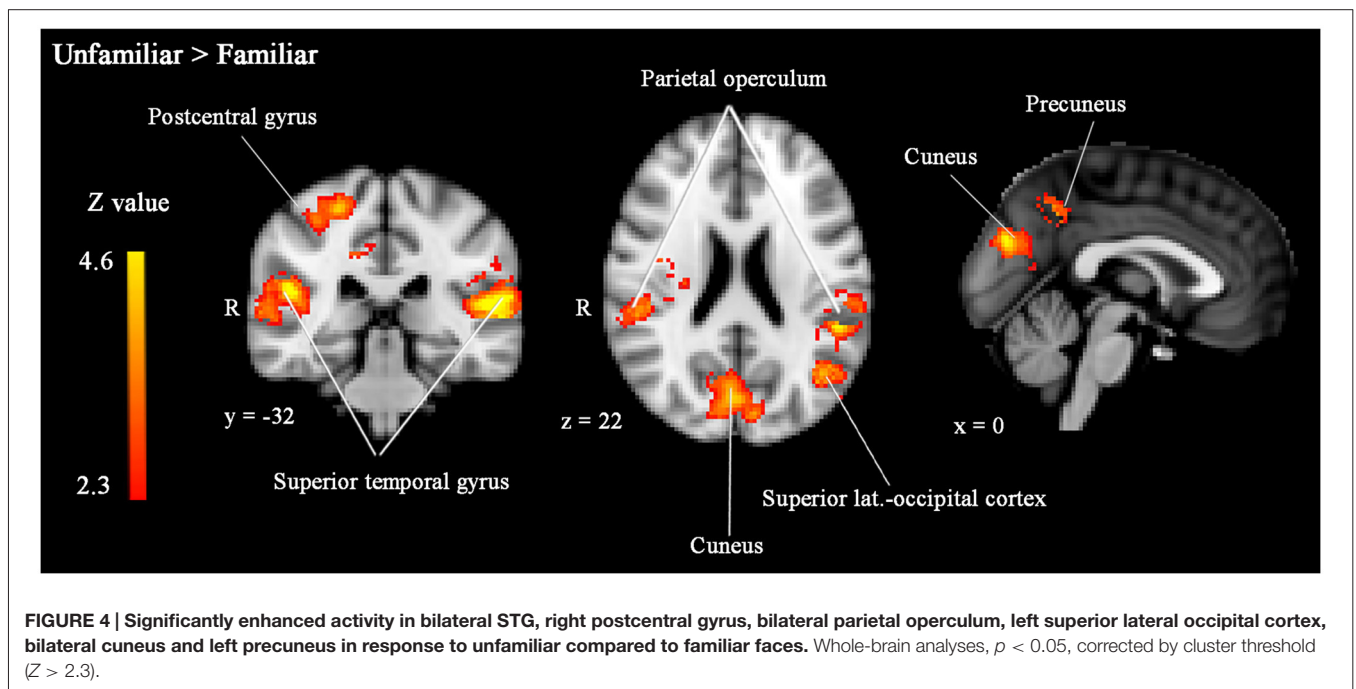 Unfamiliar > Familiar
Postcentral gyrus
Parietal operculum
Precuneus
Cuneus
Z value
4.6
2.3
R
y = -32
Superior temporal gyrus
R
z = 22
Superior lat.-occipital cortex
Cuneus
x = 0
FIGURE 4 | Significantly enhanced activity in bilateral STG, right postcentral gyrus, bilateral parietal operculum, left superior lateral occipital cortex,
bilateral cuneus and left precuneus in response to unfamiliar compared to familiar faces. Whole-brain analyses, p < 0.05, corrected by cluster threshold
(Z > 2.3).